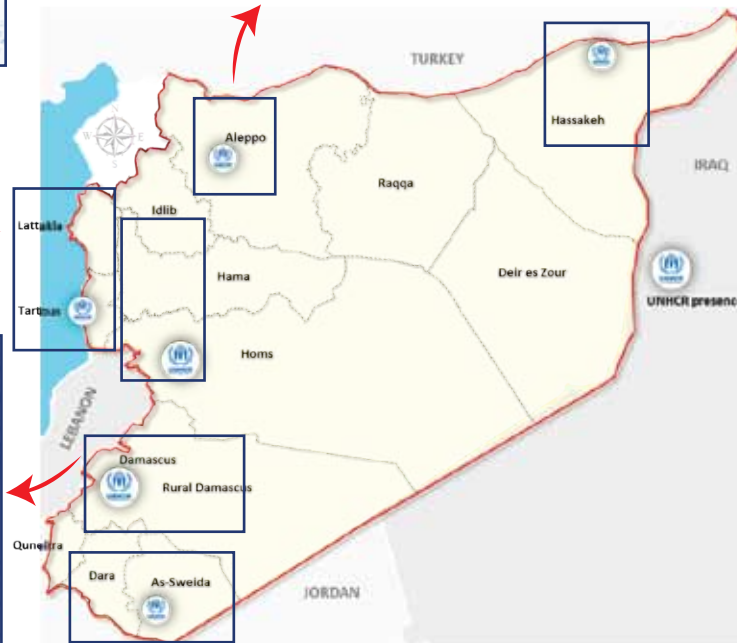 TURKEY
Hassakeh
Aleppo
N
W E
S
IRAQ
Raqqa
Idlib
Lattakia
Hama
Deir es Zour
UNHCR presence
Tartous
Homs
LEBANON
Damascus
Rural Damascus
UNHCR
Quneitra
Dara
As-Sweida
JORDAN